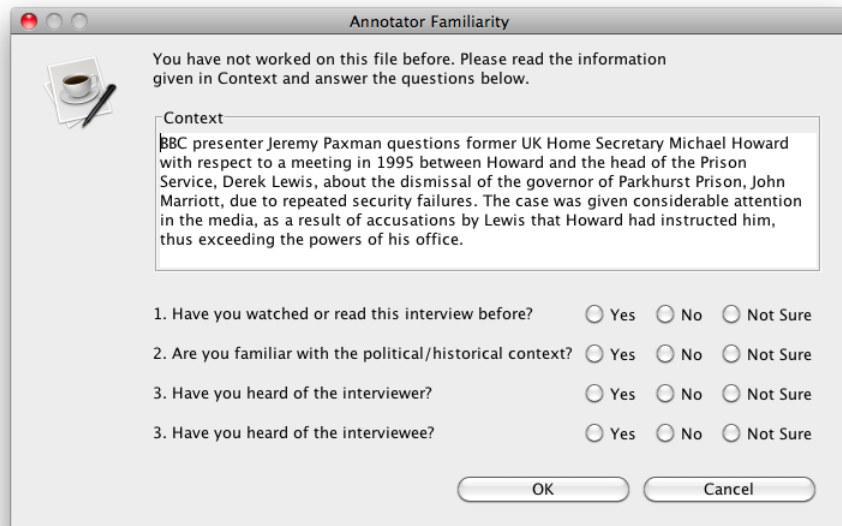 Annotator Familiarity
You have not worked on this file before. Please read the information
given in Context and answer the questions below.
Context
BBC presenter Jeremy Paxman questions former UK Home Secretary Michael Howard
with respect to a meeting in 1995 between Howard and the head of the Prison
Service, Derek Lewis, about the dismissal of the governor of Parkhurst Prison, John
Marriott, due to repeated security failures. The case was given considerable attention
in the media, as a result of accusations by Lewis that Howard had instructed him,
thus exceeding the powers of his office.
1. Have you watched or read this interview before? Yes No Not Sure
2. Are you familiar with the political/historical context? Yes No Not Sure
3. Have you heard of the interviewer? Yes No Not Sure
3. Have you heard of the interviewee? Yes No Not Sure
OK Cancel